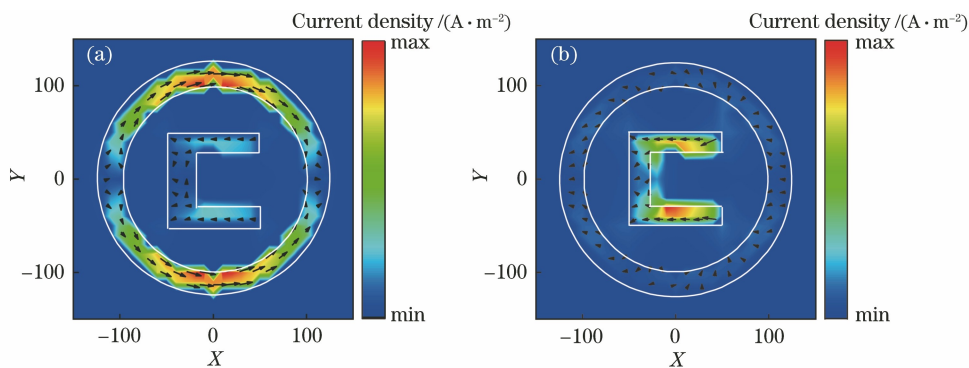 Current density /(A · m⁻²)
(a)
max
min
100
0
−100
Y
−100
0
100
X
Current density /(A · m⁻²)
(b)
max
min
100
0
−100
Y
−100
0
100
X